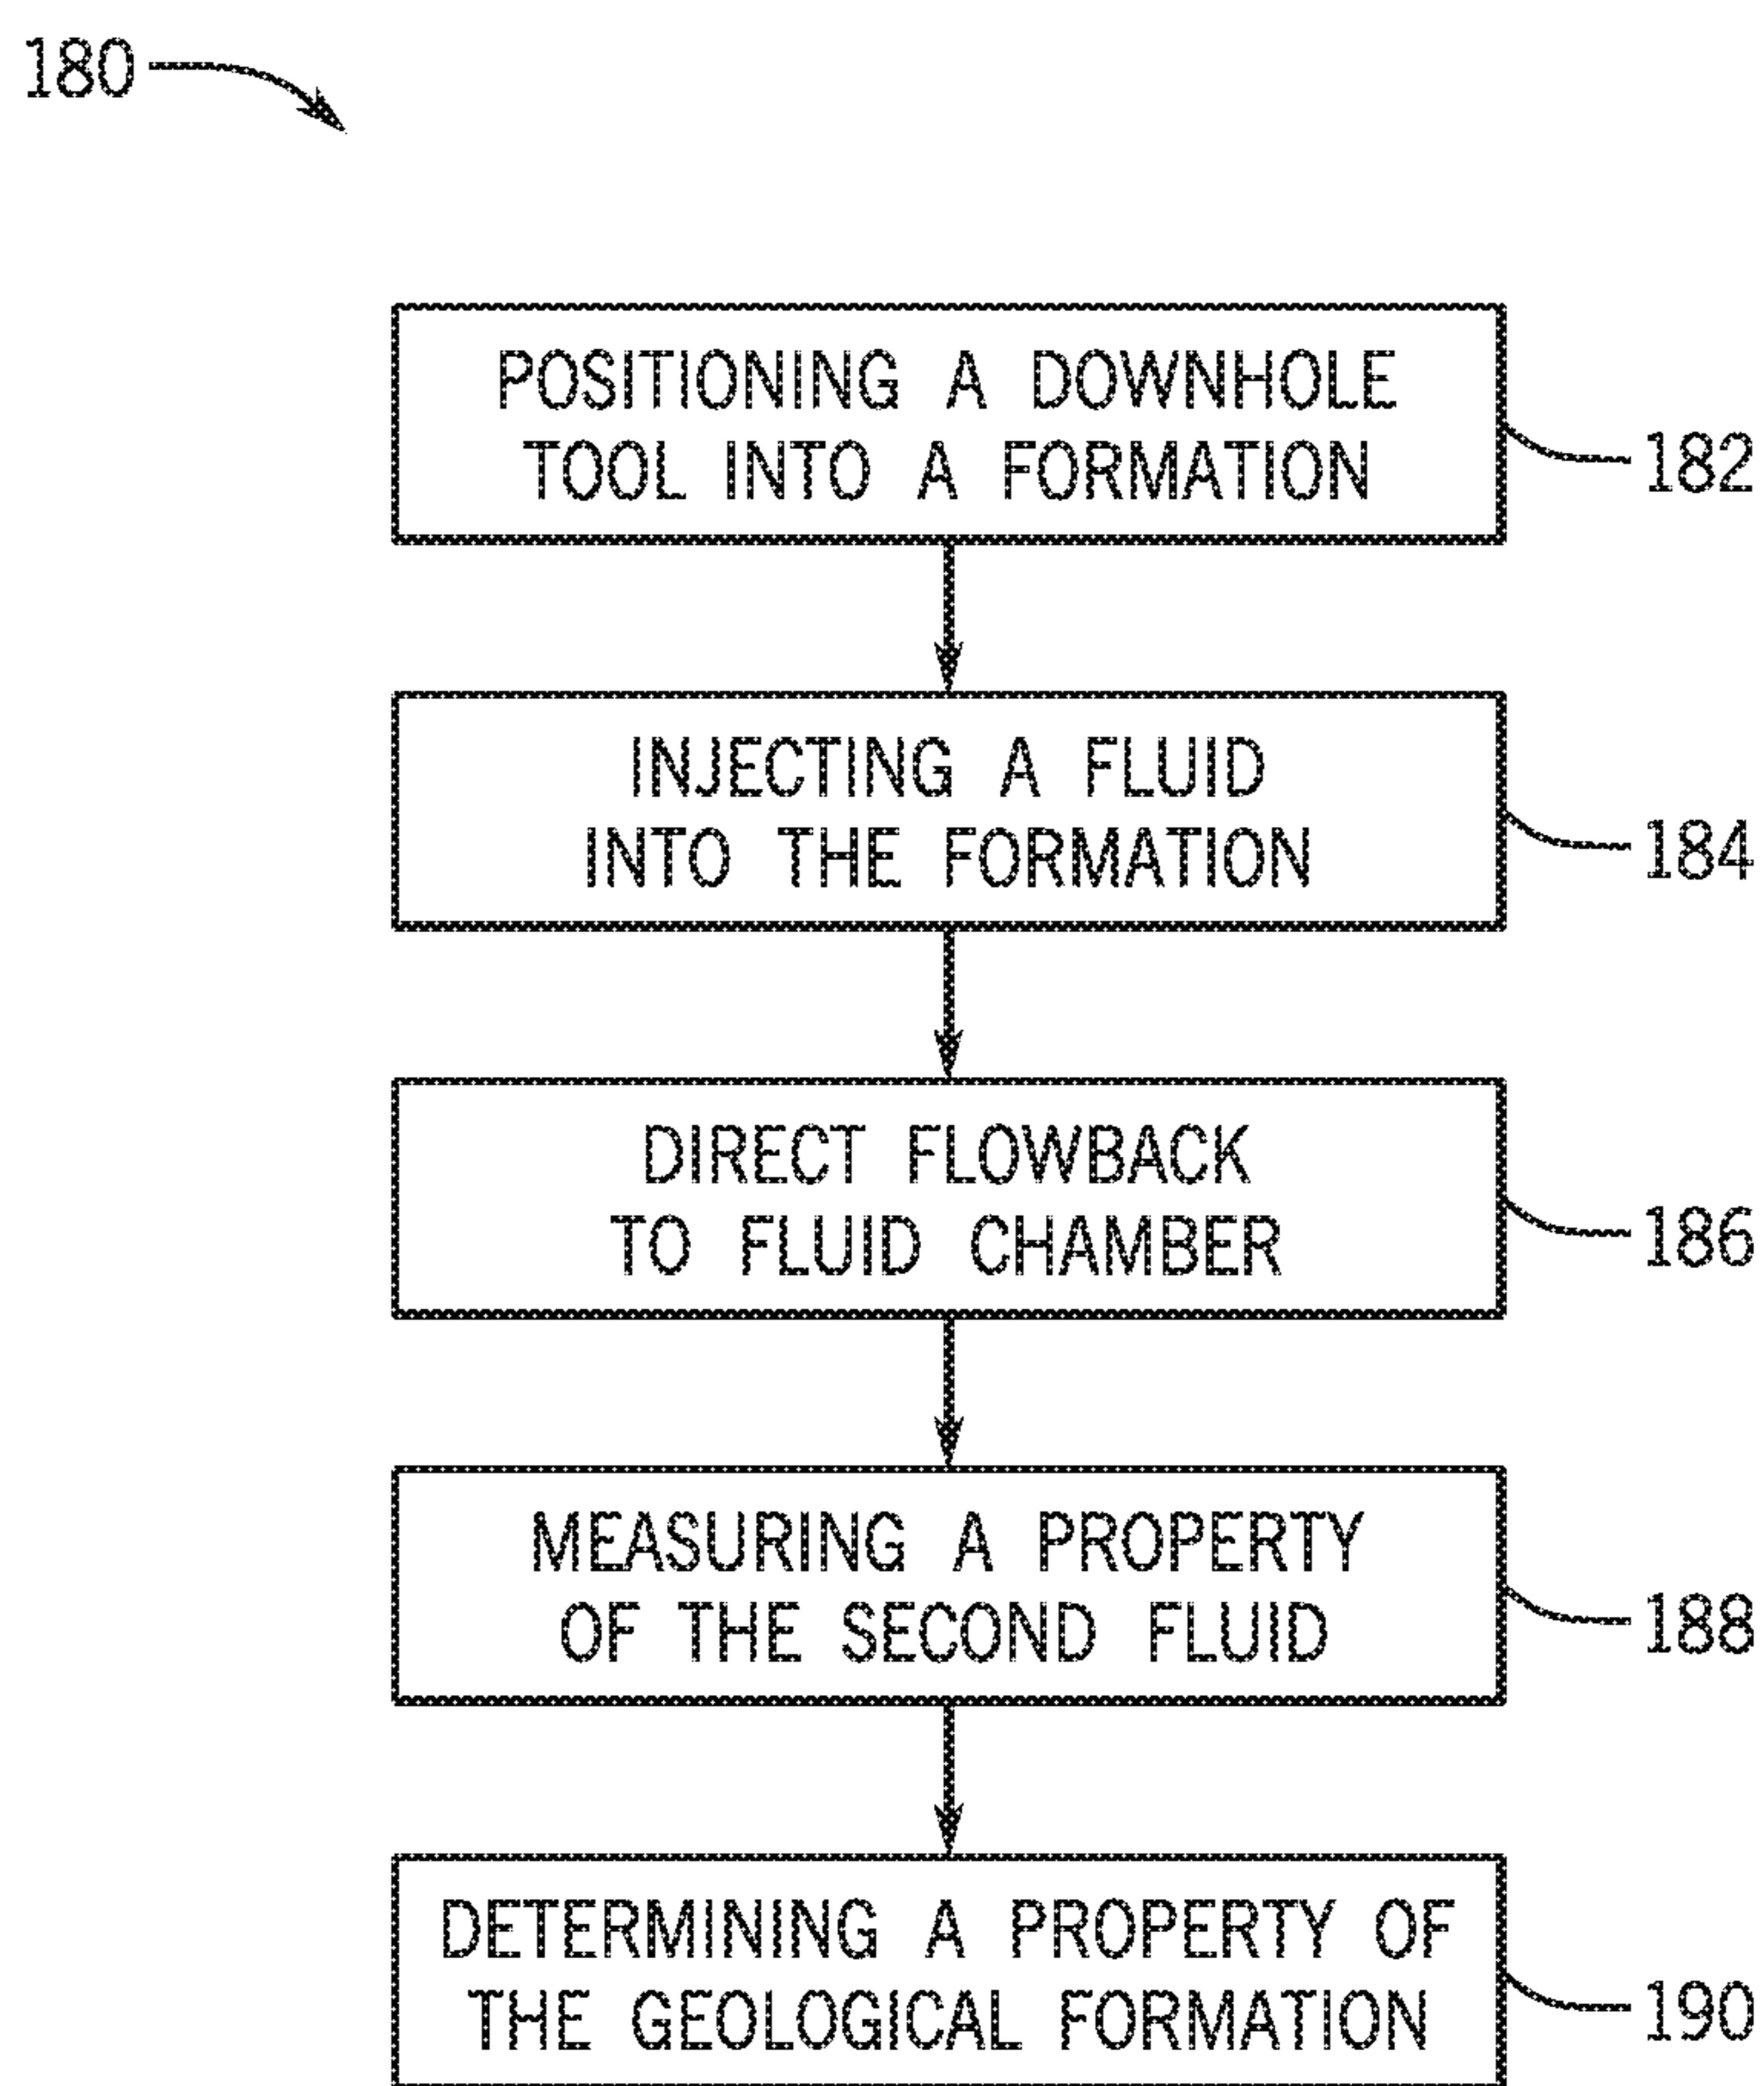 180
POSITIONING A DOWNHOLE
TOOL INTO A FORMATION
182
INJECTING A FLUID
INTO THE FORMATION
184
DIRECT FLOWBACK
TO FLUID CHAMBER
186
MEASURING A PROPERTY
OF THE SECOND FLUID
188
DETERMINING A PROPERTY OF
THE GEOLOGICAL FORMATION
190